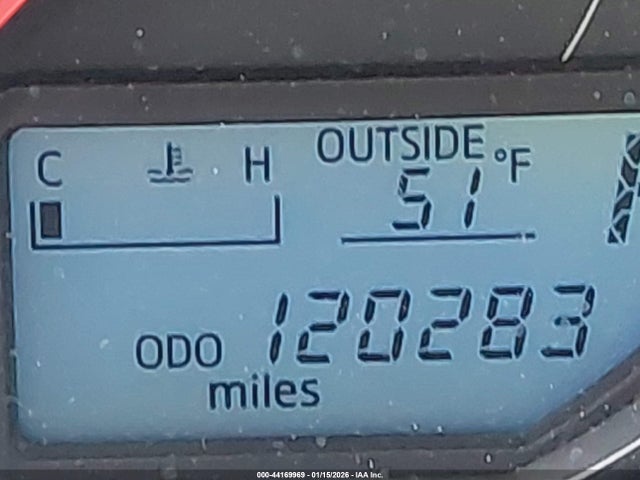 C H OUTSIDE °F
51
ODO 120283
miles
000-44169969 - 01/15/2026 - IAA Inc.